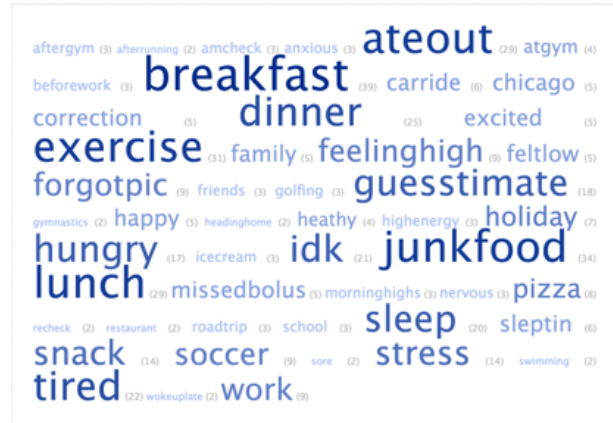 aftergym (3) afterrunning (2) amcheck (3) anxious (3) ateout (29) atgym (4)
beforework (3) breakfast (39) carride (6) chicago (5)
correction (5) dinner (25) excited (5)
exercise (31) family (5) feelinghigh (9) feltlow (5)
forgotpic (9) friends (3) golfing (3) guesstimate (18)
gymnastics (2) happy (5) headinghome (2) heathy (4) highenergy (3) holiday (7)
hungry (17) icecream (3) idk (21) junkfood (34)
lunch (29) missedbolus (5) morninghighs (3) nervous (3) pizza (8)
recheck (2) restaurant (2) roadtrip (3) school (3) sleep (20) sleptin (6)
snack (14) soccer (9) sore (2) stress (14) swimming (2)
tired (22) wokeuplate (2) work (9)